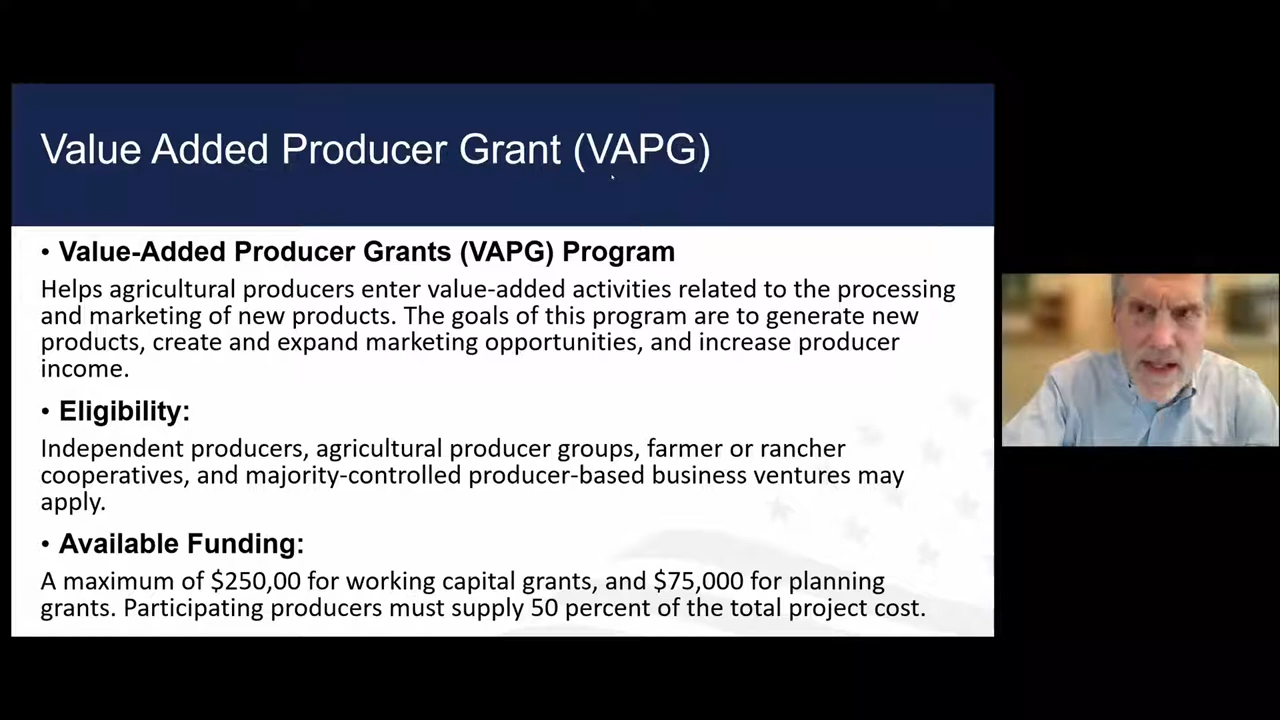 Value Added Producer Grant (VAPG)
• Value-Added Producer Grants (VAPG) Program
Helps agricultural producers enter value-added activities related to the processing
and marketing of new products. The goals of this program are to generate new
products, create and expand marketing opportunities, and increase producer
income.
• Eligibility:
Independent producers, agricultural producer groups, farmer or rancher
cooperatives, and majority-controlled producer-based business ventures may
apply.
• Available Funding:
A maximum of $250,00 for working capital grants, and $75,000 for planning
grants. Participating producers must supply 50 percent of the total project cost.